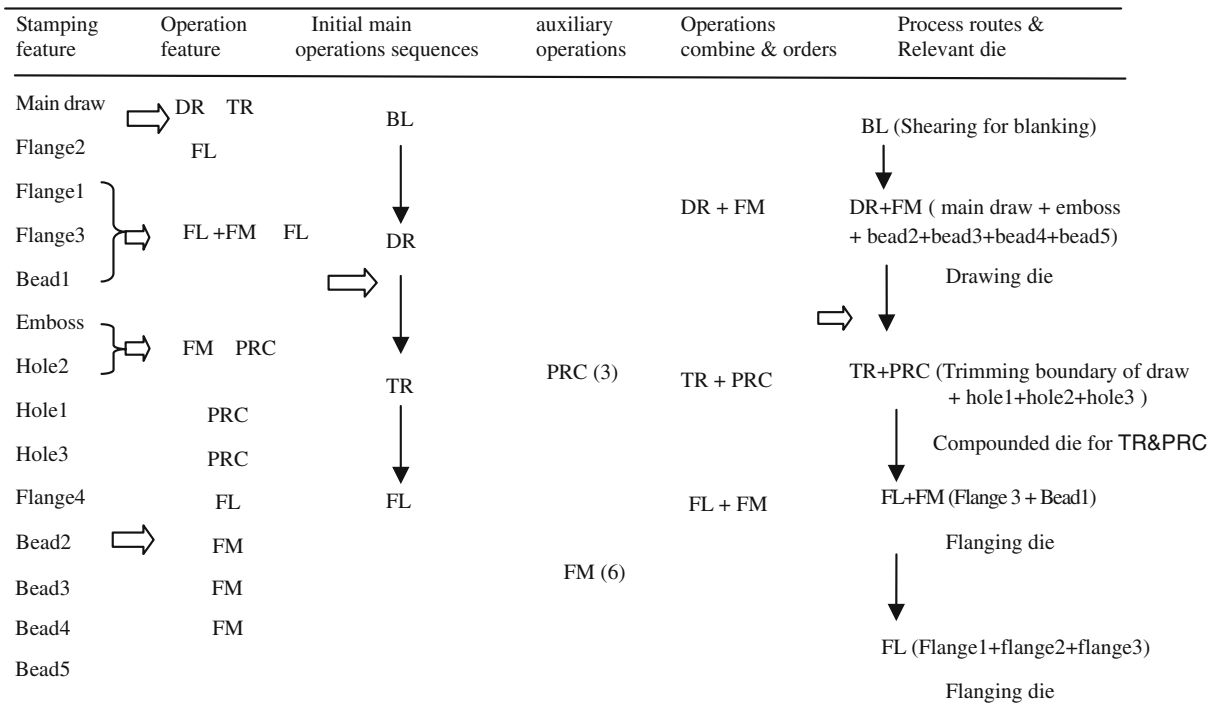 Stamping feature
Operation feature
Initial main operations sequences
auxiliary operations
Operations combine & orders
Process routes & Relevant die
Main draw
DR TR
BL
BL (Shearing for blanking)
Flange2
FL
Flange1
DR + FM
DR+FM ( main draw + emboss
+ bead2+bead3+bead4+bead5)
Flange3
FL +FM FL
DR
Bead1
Drawing die
Emboss
FM PRC
Hole2
PRC (3)
TR + PRC
TR
TR+PRC (Trimming boundary of draw
+ hole1+hole2+hole3 )
Hole1
PRC
Compounded die for TR&PRC
Hole3
PRC
Flange4
FL
FL
FL + FM
FL+FM (Flange 3 + Bead1)
Bead2
FM
Flanging die
FM (6)
Bead3
FM
Bead4
FM
FL (Flange1+flange2+flange3)
Bead5
Flanging die